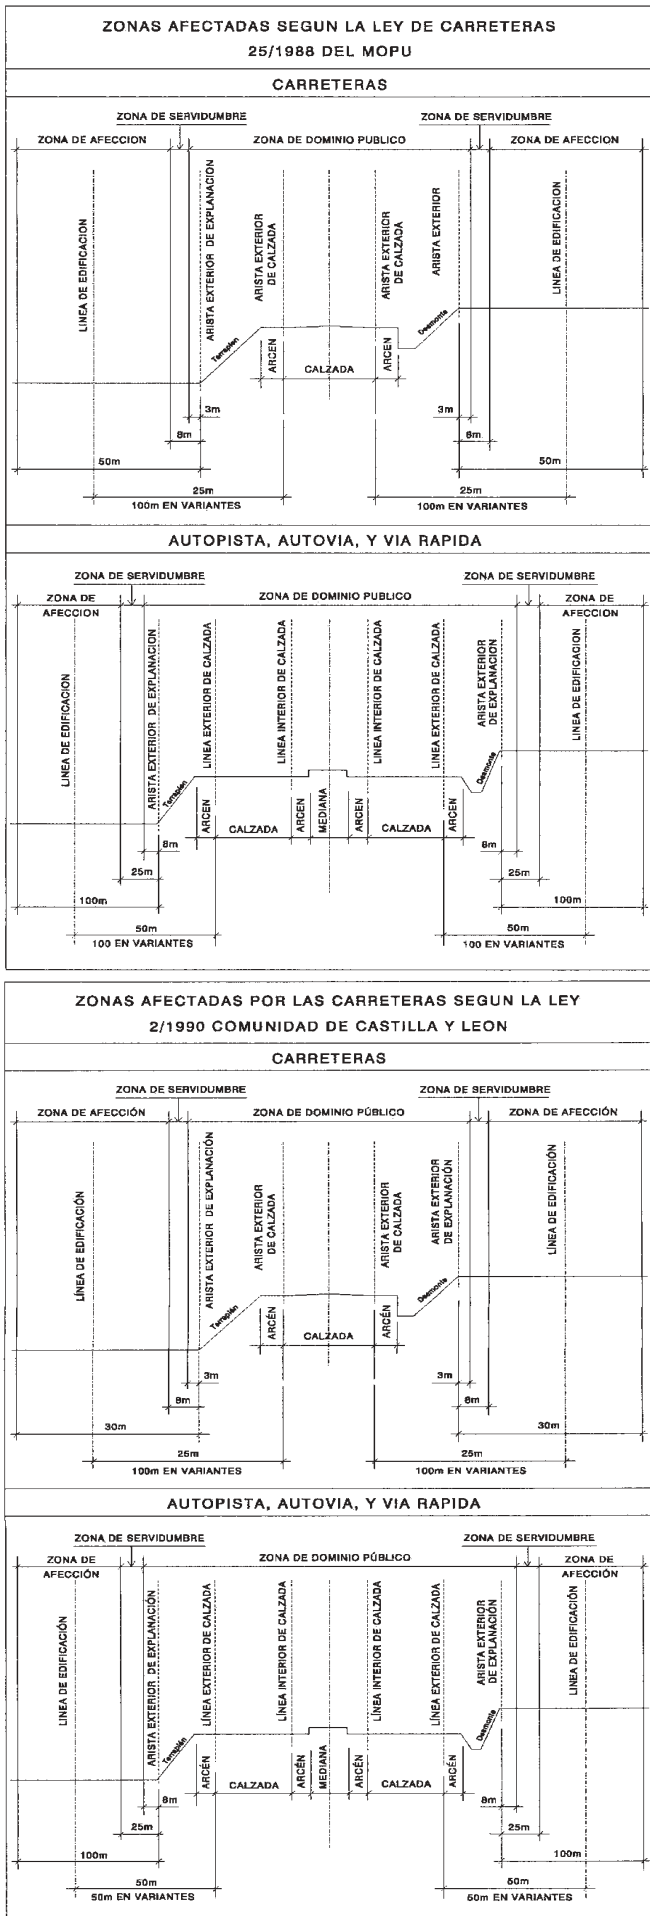 ZONAS AFECTADAS SEGUN LA LEY DE CARRETERAS
25/1988 DEL MOPU
CARRETERAS
ZONA DE SERVIDUMBRE
ZONA DE SERVIDUMBRE
ZONA DE AFECCION
ZONA DE DOMINIO PUBLICO
ZONA DE AFECCION
LINEA DE EDIFICACION
ARISTA EXTERIOR DE EXPLANACION
ARISTA EXTERIOR
DE CALZADA
ARISTA EXTERIOR
DE CALZADA
ARISTA EXTERIOR
LINEA DE EDIFICACION
Terraplén
Desmonte
ARCEN
CALZADA
ARCEN
3m
3m
8m
8m
50m
50m
25m
25m
100m EN VARIANTES
100m EN VARIANTES
AUTOPISTA, AUTOVIA, Y VIA RAPIDA
ZONA DE SERVIDUMBRE
ZONA DE SERVIDUMBRE
ZONA DE
AFECCION
ZONA DE DOMINIO PUBLICO
ZONA DE
AFECCION
LINEA DE EDIFICACION
ARISTA EXTERIOR DE EXPLANACION
LINEA EXTERIOR DE CALZADA
LINEA INTERIOR DE CALZADA
LINEA INTERIOR DE CALZADA
LINEA EXTERIOR DE CALZADA
ARISTA EXTERIOR
DE EXPLANACION
LINEA DE EDIFICACION
Terraplén
Desmonte
ARCEN
CALZADA
ARCEN
MEDIANA
ARCEN
CALZADA
ARCEN
8m
8m
25m
25m
100m
100m
50m
50m
100 EN VARIANTES
100 EN VARIANTES
ZONAS AFECTADAS POR LAS CARRETERAS SEGUN LA LEY
2/1990 COMUNIDAD DE CASTILLA Y LEON
CARRETERAS
ZONA DE SERVIDUMBRE
ZONA DE SERVIDUMBRE
ZONA DE AFECCIÓN
ZONA DE DOMINIO PÚBLICO
ZONA DE AFECCIÓN
LÍNEA DE EDIFICACIÓN
ARISTA EXTERIOR DE EXPLANACIÓN
ARISTA EXTERIOR
DE CALZADA
ARISTA EXTERIOR
DE CALZADA
ARISTA EXTERIOR
DE EXPLANACIÓN
LÍNEA DE EDIFICACIÓN
Terraplén
Desmonte
ARCÉN
CALZADA
ARCÉN
3m
3m
8m
8m
30m
30m
25m
25m
100m EN VARIANTES
100m EN VARIANTES
AUTOPISTA, AUTOVIA, Y VIA RAPIDA
ZONA DE SERVIDUMBRE
ZONA DE SERVIDUMBRE
ZONA DE
AFECCIÓN
ZONA DE DOMINIO PÚBLICO
ZONA DE
AFECCIÓN
LÍNEA DE EDIFICACIÓN
ARISTA EXTERIOR DE EXPLANACIÓN
LÍNEA EXTERIOR DE CALZADA
LÍNEA INTERIOR DE CALZADA
LÍNEA INTERIOR DE CALZADA
LÍNEA EXTERIOR DE CALZADA
ARISTA EXTERIOR
DE EXPLANACIÓN
LÍNEA DE EDIFICACIÓN
Terraplén
Desmonte
ARCÉN
CALZADA
ARCÉN
MEDIANA
ARCÉN
CALZADA
ARCÉN
8m
8m
25m
25m
100m
100m
50m
50m
50m EN VARIANTES
50m EN VARIANTES